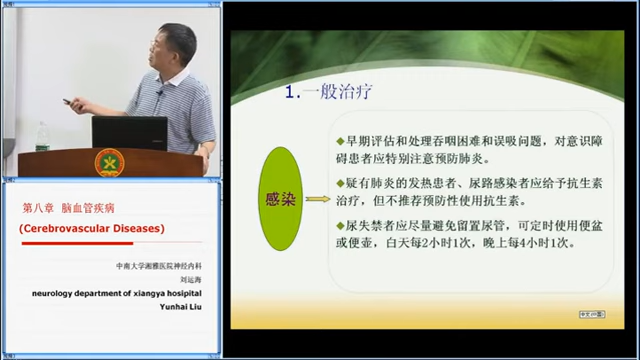 第八章 脑血管疾病
(Cerebrovascular Diseases)
中南大学湘雅医院神经内科
刘运海
neurology department of xiangya hosipital
Yunhai Liu
1.一般治疗
感染
◆早期评估和处理吞咽困难和误吸问题，对意识障
碍患者应特别注意预防肺炎。
◆疑有肺炎的发热患者、尿路感染者应给予抗生素
治疗，但不推荐预防性使用抗生素。
◆尿失禁者应尽量避免留置尿管，可定时使用便盆
或便壶，白天每2小时1次，晚上每4小时1次。